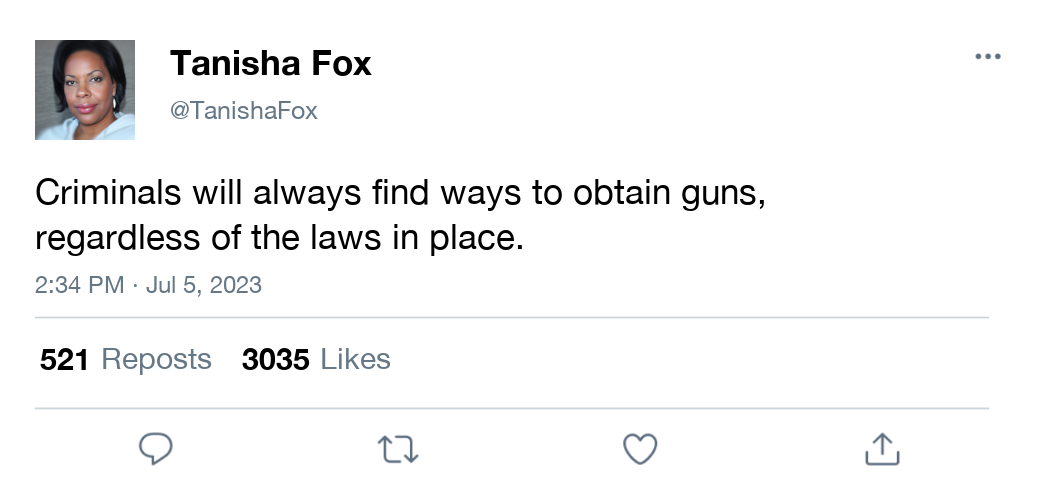 Tanisha Fox
@TanishaFox
Criminals will always find ways to obtain guns,
regardless of the laws in place.
2:34 PM · Jul 5, 2023
521 Reposts 3035 Likes